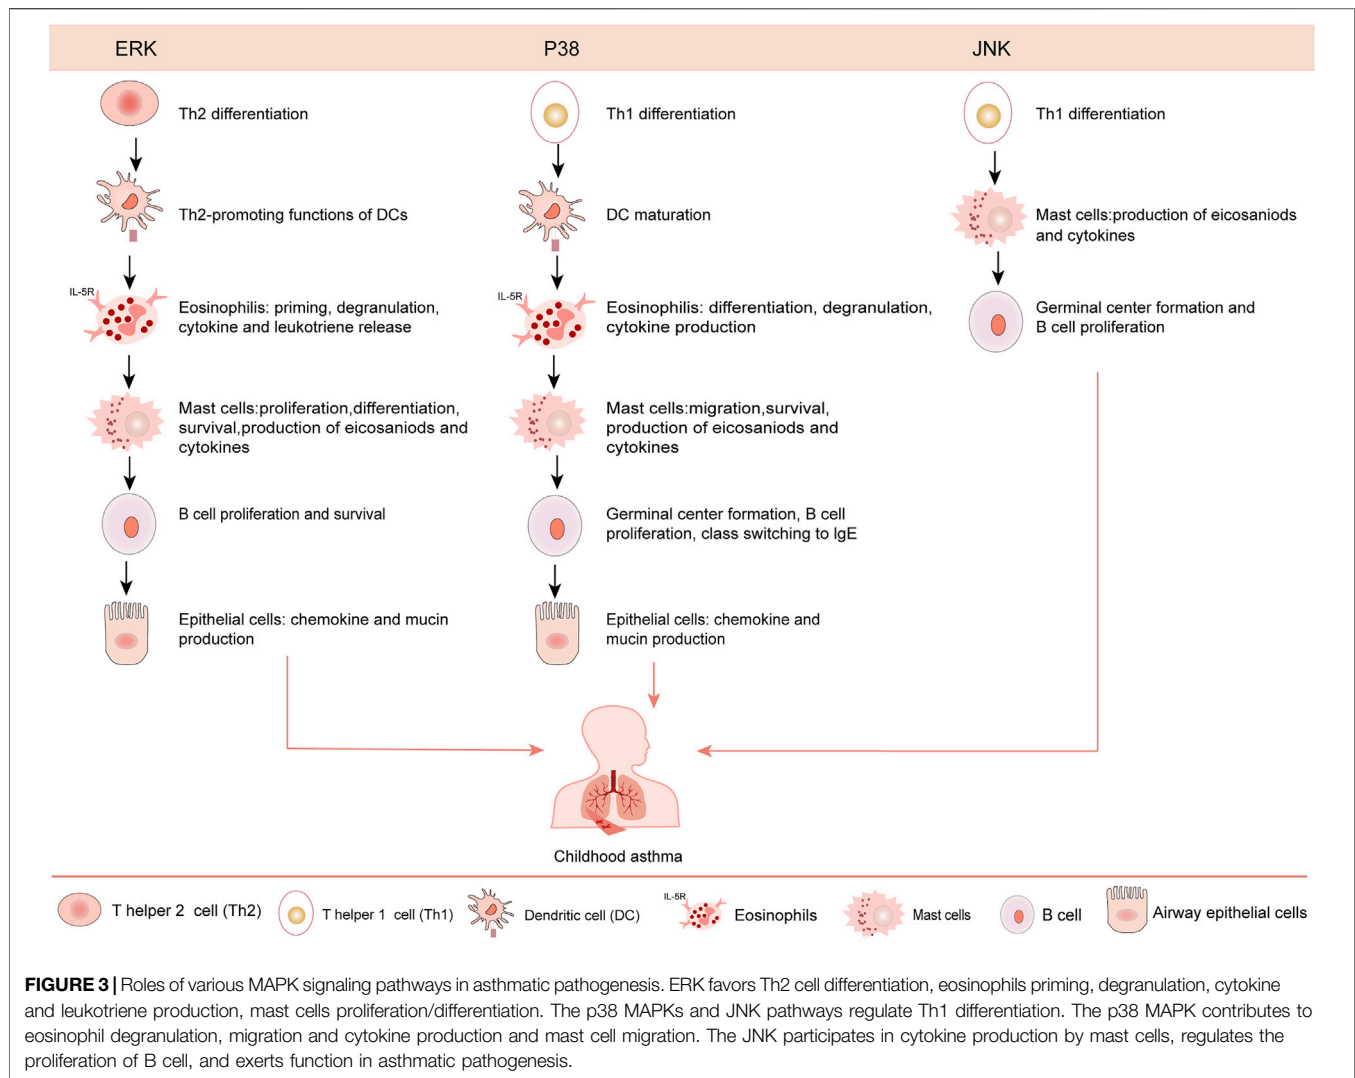 ERK
P38
JNK
Th2 differentiation
Th2-promoting functions of DCs
IL-5R
Eosinophilis: priming, degranulation,
cytokine and leukotriene release
Mast cells:proliferation,differentiation,
survival,production of eicosaniods and
cytokines
B cell proliferation and survival
Epithelial cells: chemokine and mucin
production
Th1 differentiation
DC maturation
IL-5R
Eosinophilis: differentiation, degranulation,
cytokine production
Mast cells:migration,survival,
production of eicosaniods and
cytokines
Germinal center formation, B cell
proliferation, class switching to IgE
Epithelial cells: chemokine and
mucin production
Th1 differentiation
Mast cells:production of eicosaniods
and cytokines
Germinal center formation and
B cell proliferation
Childhood asthma
T helper 2 cell (Th2)
T helper 1 cell (Th1)
Dendritic cell (DC)
IL-5R
Eosinophils
Mast cells
B cell
Airway epithelial cells
FIGURE 3 | Roles of various MAPK signaling pathways in asthmatic pathogenesis. ERK favors Th2 cell differentiation, eosinophils priming, degranulation, cytokine
and leukotriene production, mast cells proliferation/differentiation. The p38 MAPKs and JNK pathways regulate Th1 differentiation. The p38 MAPK contributes to
eosinophil degranulation, migration and cytokine production and mast cell migration. The JNK participates in cytokine production by mast cells, regulates the
proliferation of B cell, and exerts function in asthmatic pathogenesis.